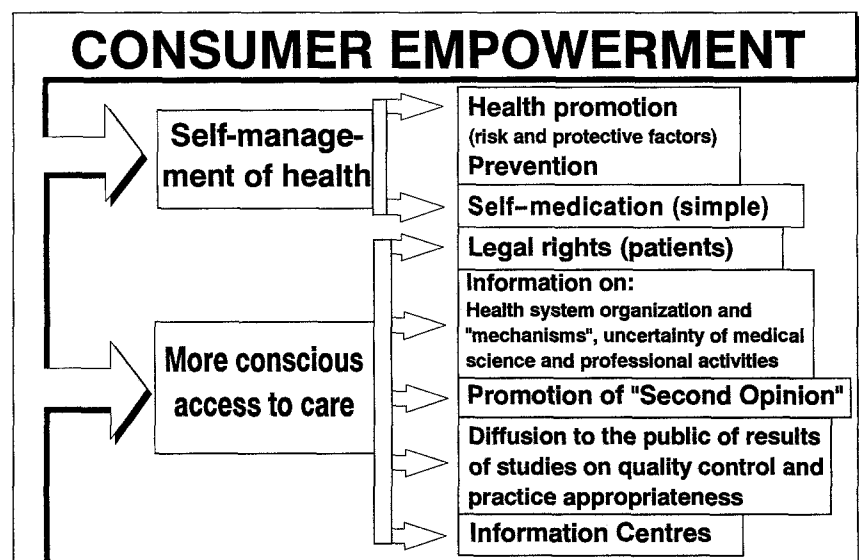 CONSUMER EMPOWERMENT
Self-manage-
ment of health
Health promotion
(risk and protective factors)
Prevention
Self-medication (simple)
More conscious
access to care
Legal rights (patients)
Information on:
Health system organization and
"mechanisms", uncertainty of medical
science and professional activities
Promotion of "Second Opinion"
Diffusion to the public of results
of studies on quality control and
practice appropriateness
Information Centres